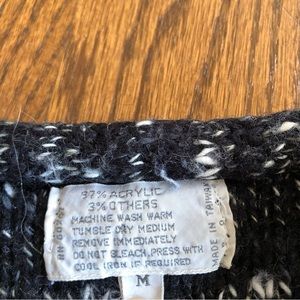 97% ACRYLIC
3% OTHERS
MACHINE WASH WARM
TUMBLE DRY MEDIUM
REMOVE IMMEDIATELY
DO NOT BLEACH, PRESS WITH
COOL IRON IF REQUIRED
M
MADE IN TAIWAN